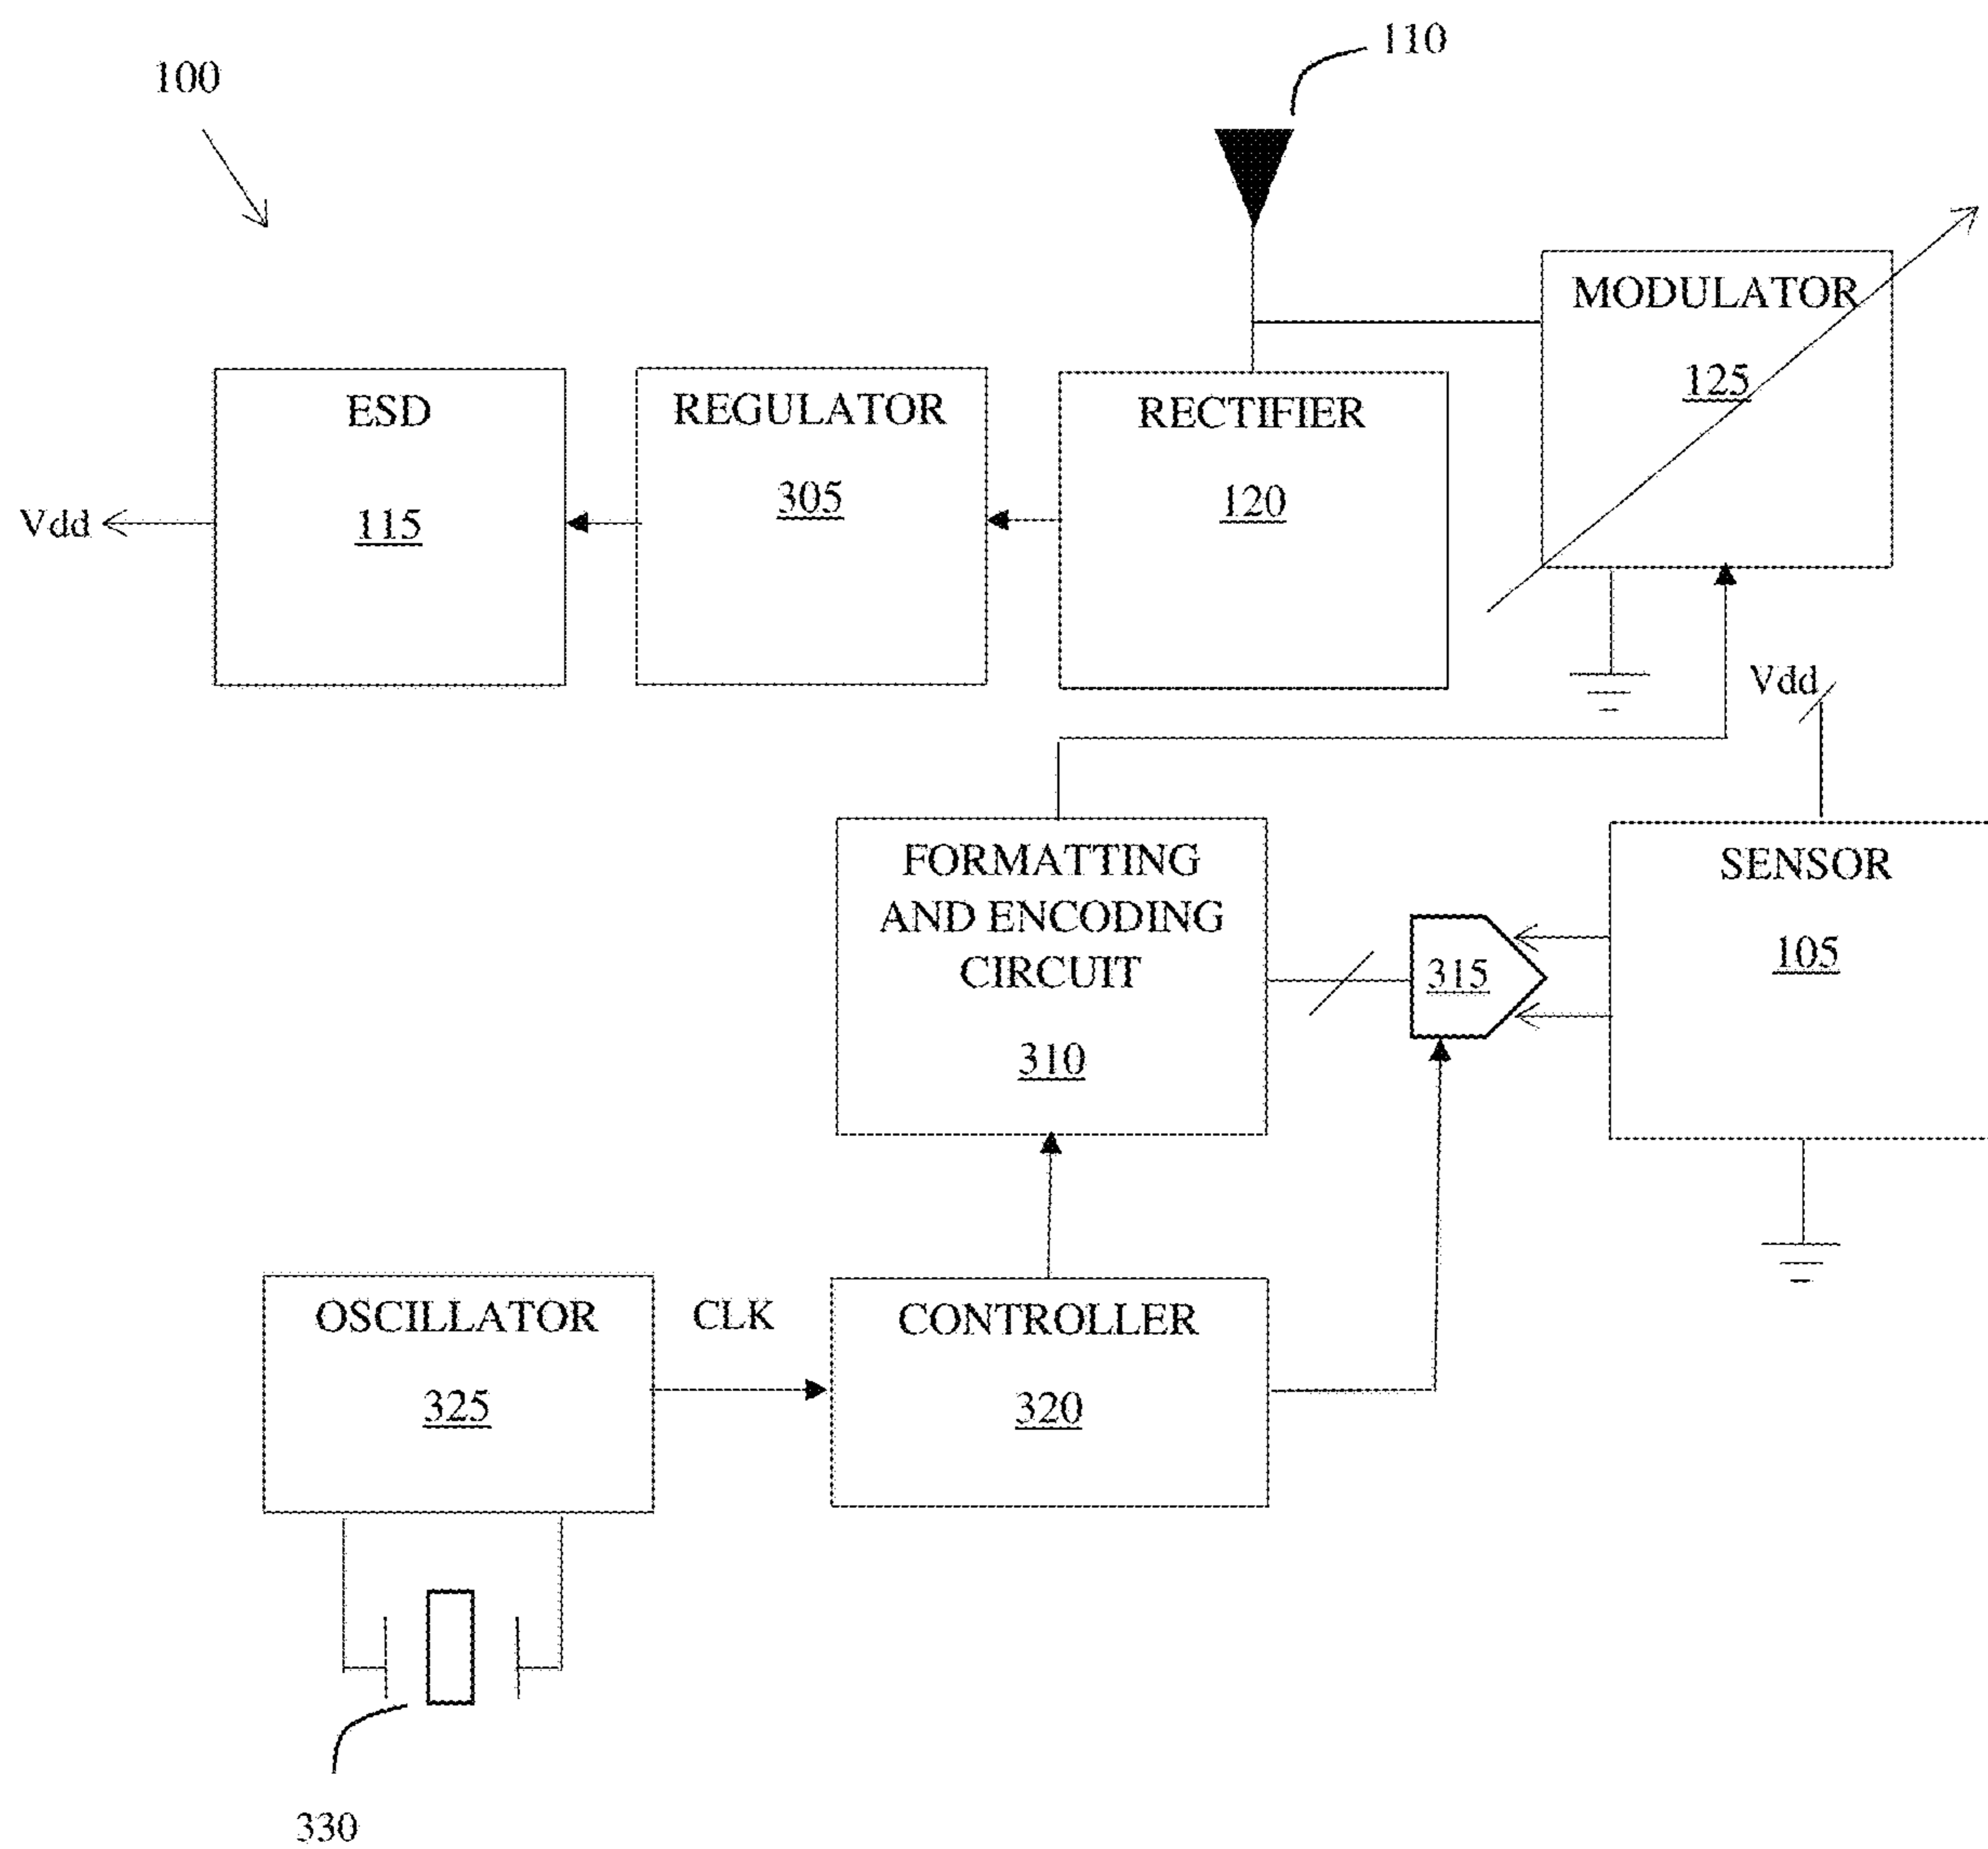 100
110
MODULATOR
125
ESD
115
REGULATOR
305
RECTIFIER
120
Vdd
Vdd
FORMATTING
AND ENCODING
CIRCUIT
310
315
SENSOR
105
OSCILLATOR
325
CLK
CONTROLLER
320
330